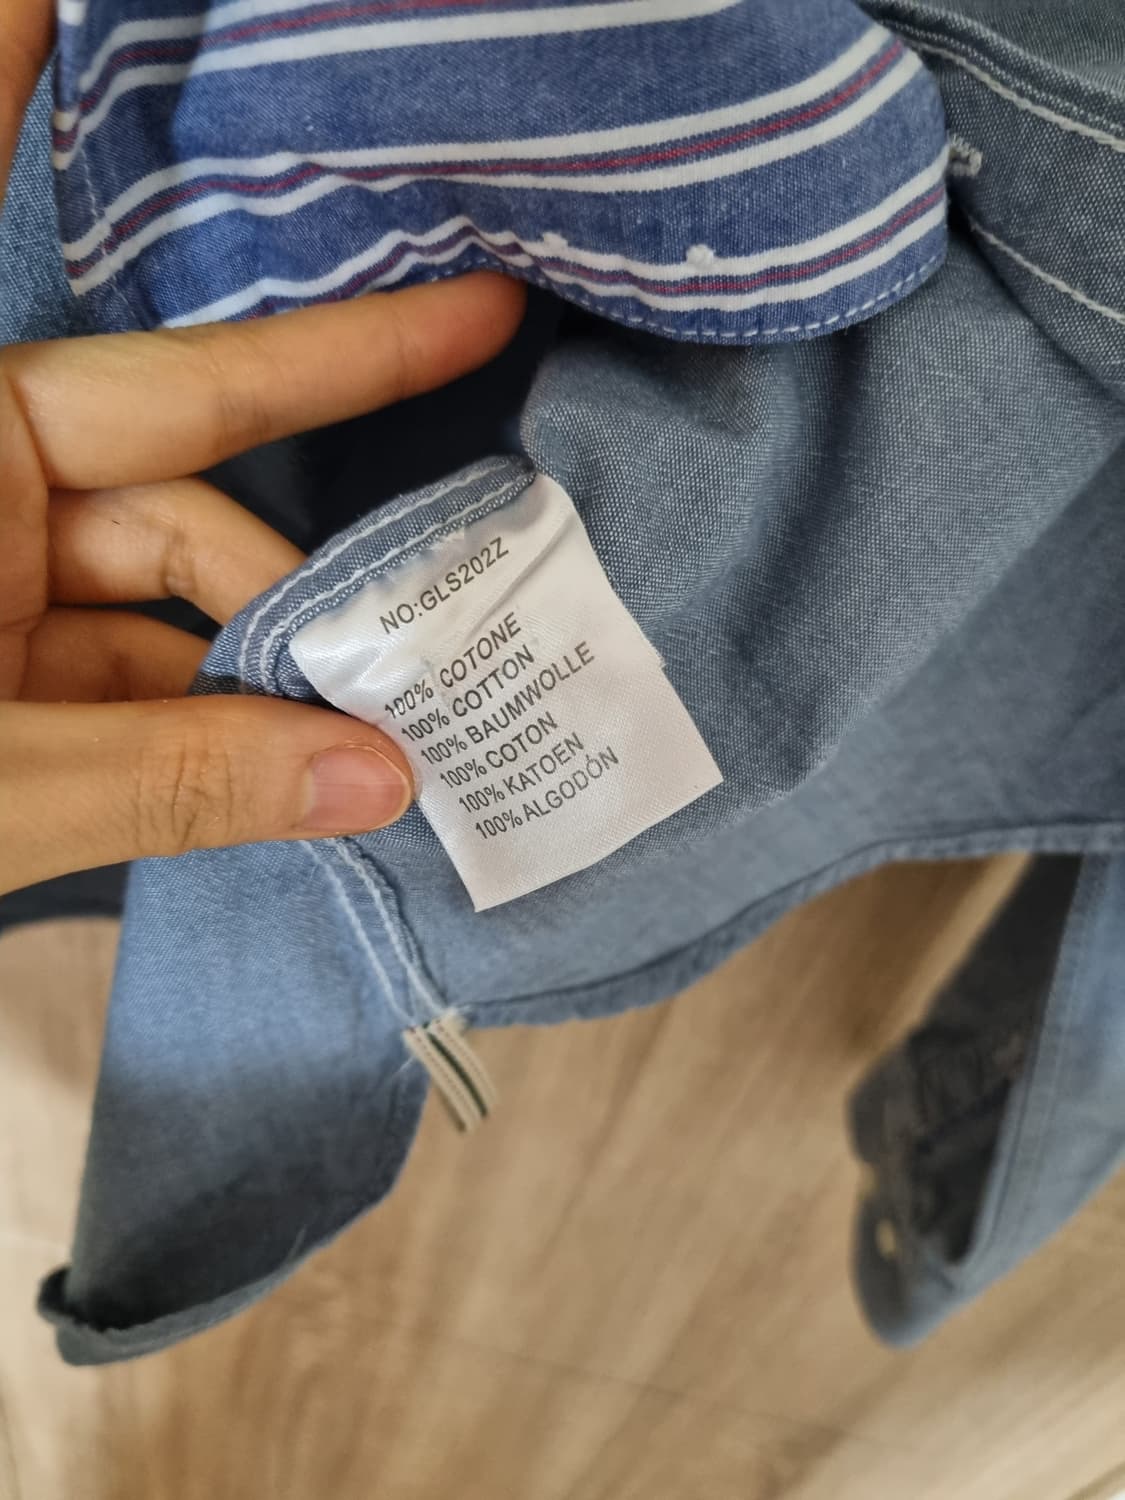 NO:GLS202Z
100% COTONE
100% COTTON
100% BAUMWOLLE
100% COTON
100% KATOEN
100% ALGODÓN